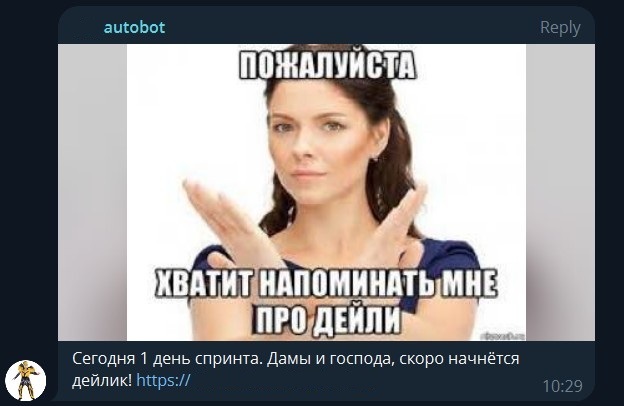 autobot
Reply
ПОЖАЛУЙСТА
ХВАТИТ НАПОМИНАТЬ МНЕ
ПРО ДЕЙЛИ
Сегодня 1 день спринта. Дамы и господа, скоро начнётся
дейлик! https://
10:29